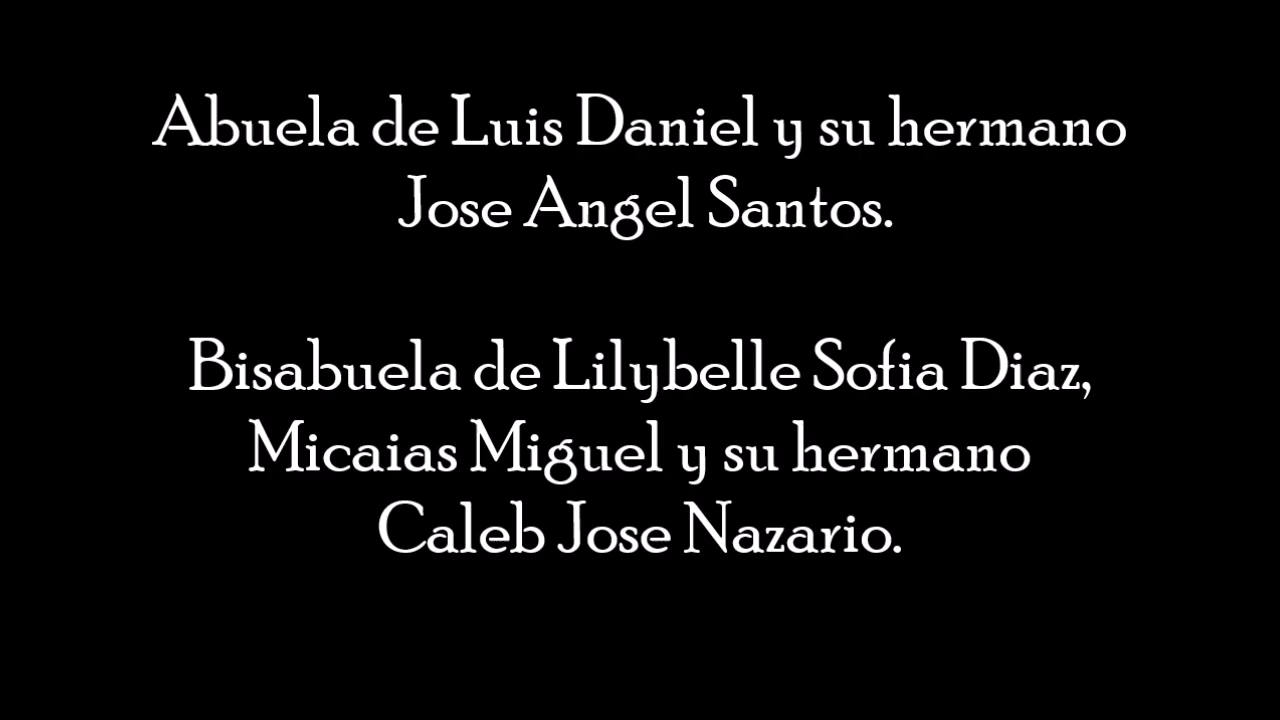 Abuela de Luis Daniel y su hermano
Jose Angel Santos.
Bisabuela de Lilybelle Sofia Diaz,
Micaias Miguel y su hermano
Caleb Jose Nazario.